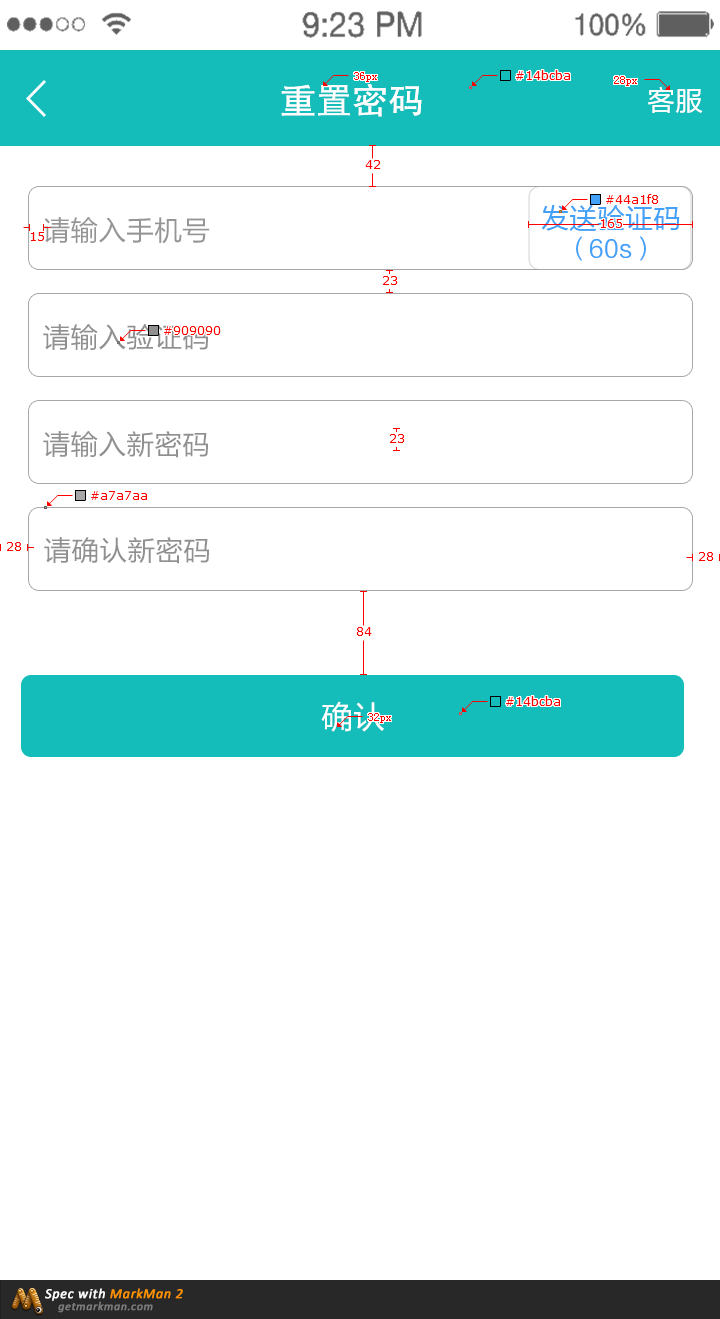 9:23 PM 100%
重置密码
客服
36px
#14bcba
28px
42
请输入手机号
15
发送验证码
（60s）
#44a1f8
165
23
请输入验证码
#909090
请输入新密码
23
#a7a7aa
28
请确认新密码
28
84
确认
32px
#14bcba
Spec with MarkMan 2
getmarkman.com